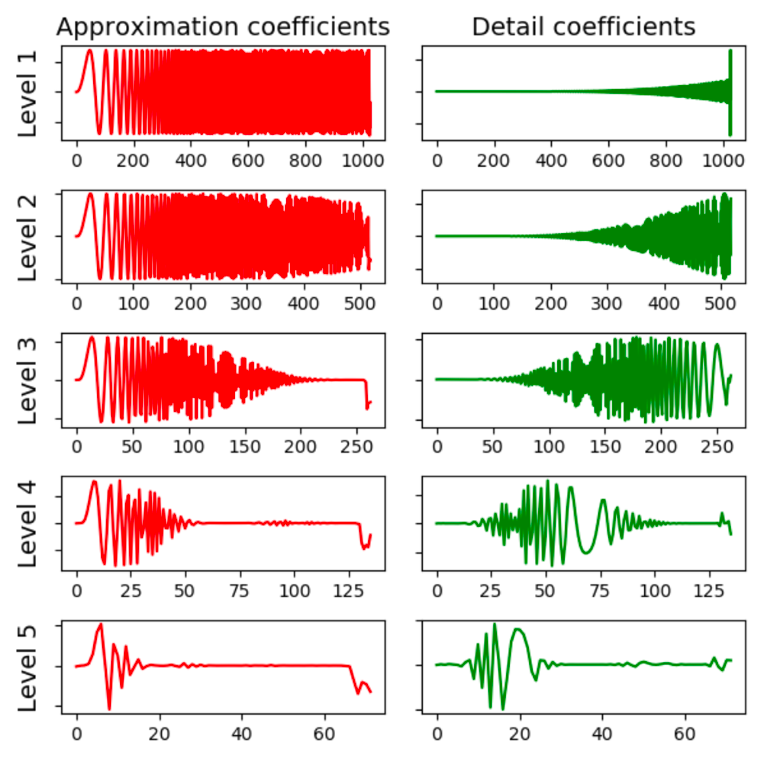 Approximation coefficients Detail coefficients
Level 1
0 200 400 600 800 1000 0 200 400 600 800 1000
Level 2
0 100 200 300 400 500 0 100 200 300 400 500
Level 3
0 50 100 150 200 250 0 50 100 150 200 250
Level 4
0 25 50 75 100 125 0 25 50 75 100 125
Level 5
0 20 40 60 0 20 40 60